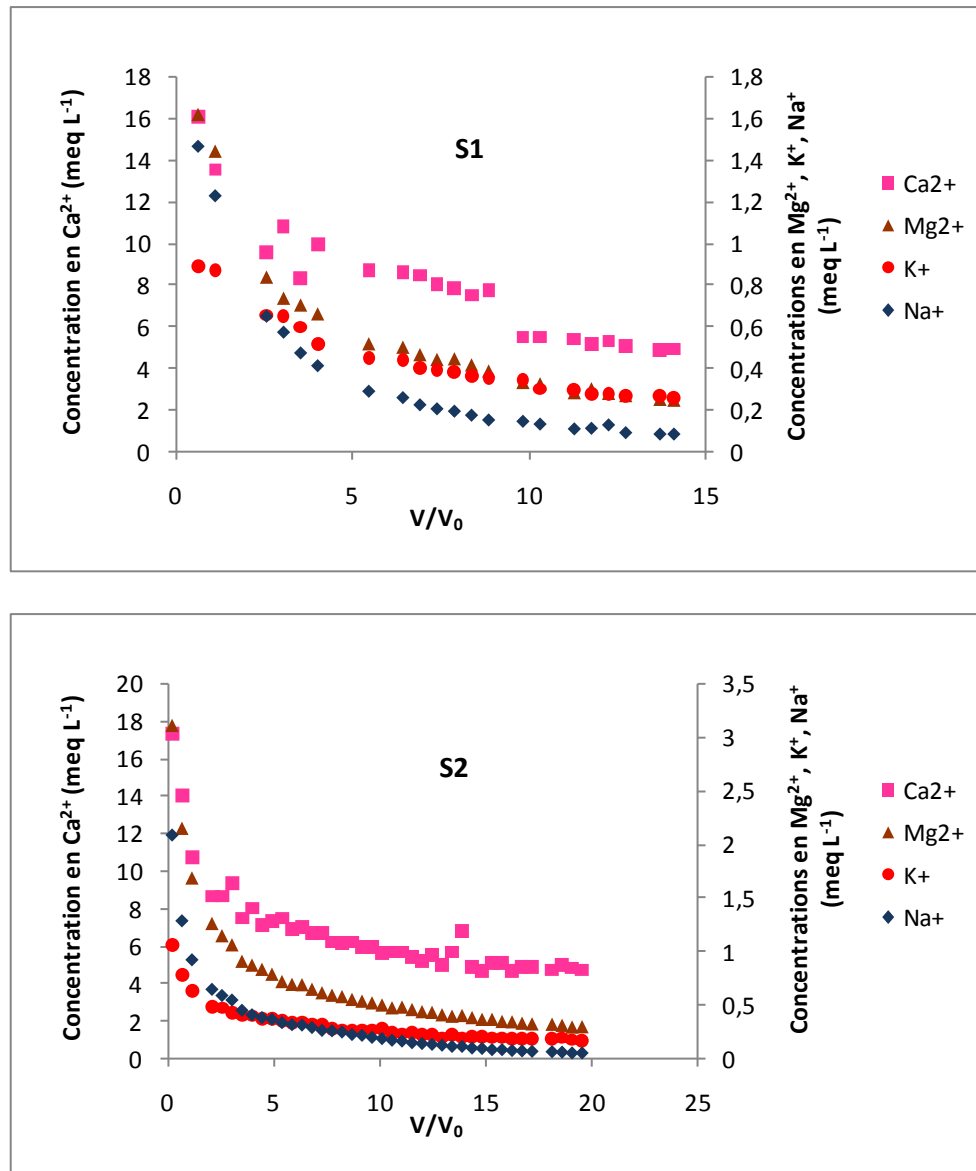 S1
Concentration en Ca²⁺ (meq L⁻¹)
18
16
14
12
10
8
6
4
2
0
1,8
1,6
1,4
1,2
1
0,8
0,6
0,4
0,2
0
Concentrations en Mg²⁺, K⁺, Na⁺
(meq L⁻¹)
0 5 10 15
V/V₀
Ca2+
Mg2+
K+
Na+
S2
Concentration en Ca²⁺ (meq L⁻¹)
20
18
16
14
12
10
8
6
4
2
0
3,5
3
2,5
2
1,5
1
0,5
0
Concentrations en Mg²⁺, K⁺, Na⁺
(meq L⁻¹)
0 5 10 15 20 25
V/V₀
Ca2+
Mg2+
K+
Na+